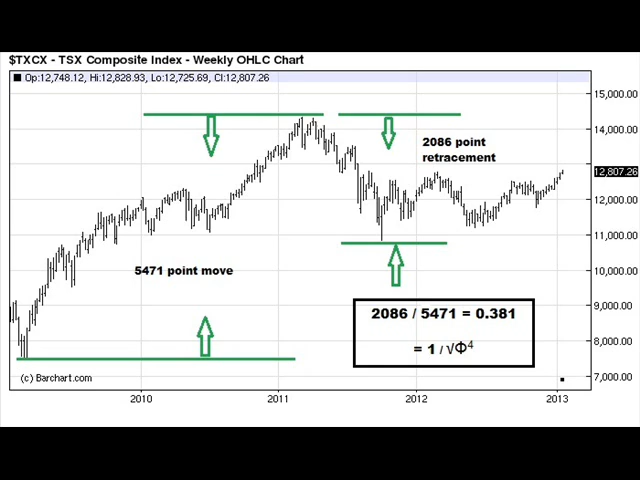 $TXCX - TSX Composite Index - Weekly OHLC Chart
Op:12,748.12, Hi:12,828.93, Lo:12,725.69, Cl:12,807.26
15,000.00
14,000.00
2086 point
retracement
12,807.26
12,000.00
11,000.00
5471 point move
10,000.00
2086 / 5471 = 0.381
9,000.00
= 1 / √Φ⁴
8,000.00
(c) Barchart.com
7,000.00
2010 2011 2012 2013